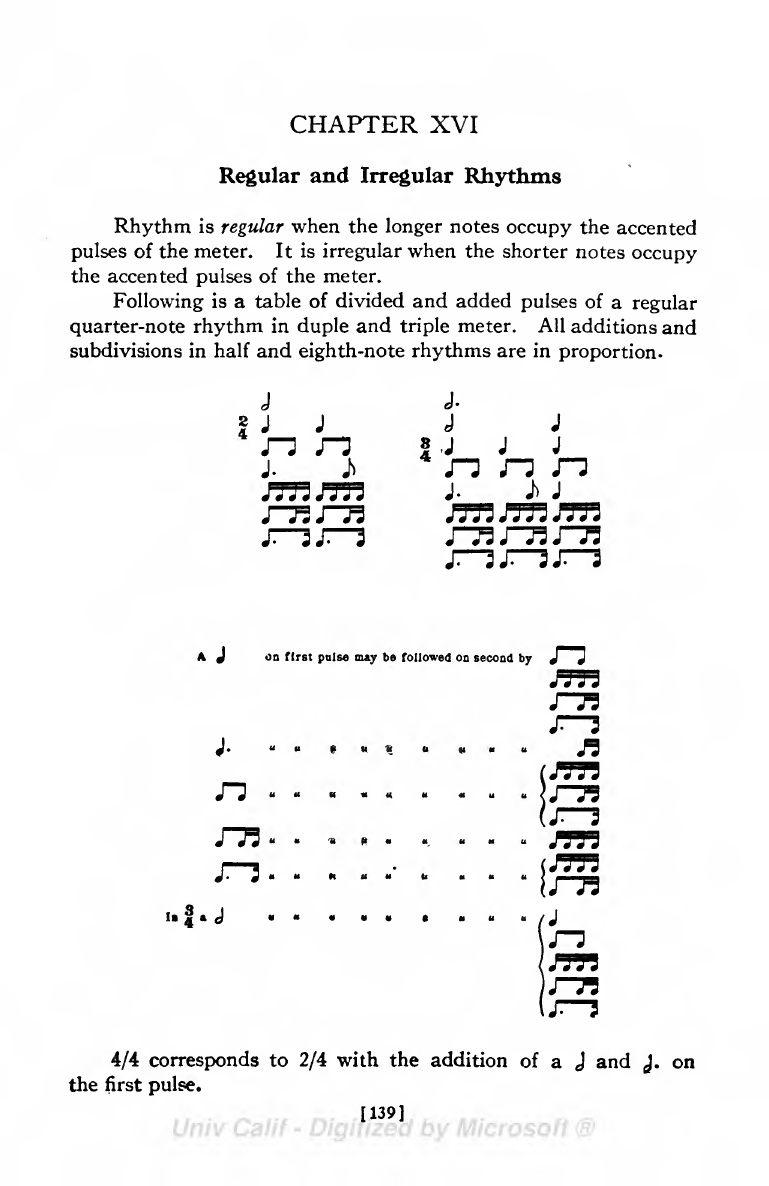 CHAPTER XVI
Regular and Irregular Rhythms
Rhythm is regular when the longer notes occupy the accented
pulses of the meter. It is irregular when the shorter notes occupy
the accented pulses of the meter.
Following is a table of divided and added pulses of a regular
quarter-note rhythm in duple and triple meter. All additions and
subdivisions in half and eighth-note rhythms are in proportion.
2
4
3
4
A ♩ on first pulse may be followed on second by
♩. " " " " " " " " "
♫ " " " " " " " " "
" " " " " " " " "
" " " " " " " " "
In 3/4 a 𝅗𝅥 " " " " " " " " "
4/4 corresponds to 2/4 with the addition of a 𝅗𝅥 and 𝅗𝅥. on
the first pulse.
[139]
Univ Calif - Digitized by Microsoft ®